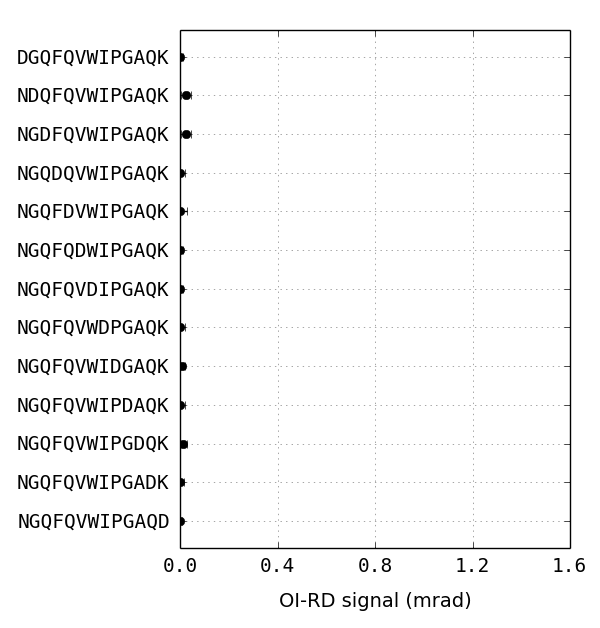 DGQFQVWIPGAQK
NDQFQVWIPGAQK
NGDFQVWIPGAQK
NGQDQVWIPGAQK
NGQFDVWIPGAQK
NGQFQDWIPGAQK
NGQFQVDIPGAQK
NGQFQVWDPGAQK
NGQFQVWIDGAQK
NGQFQVWIPDAQK
NGQFQVWIPGDQK
NGQFQVWIPGADK
NGQFQVWIPGAQD
0.0 0.4 0.8 1.2 1.6
OI-RD signal (mrad)